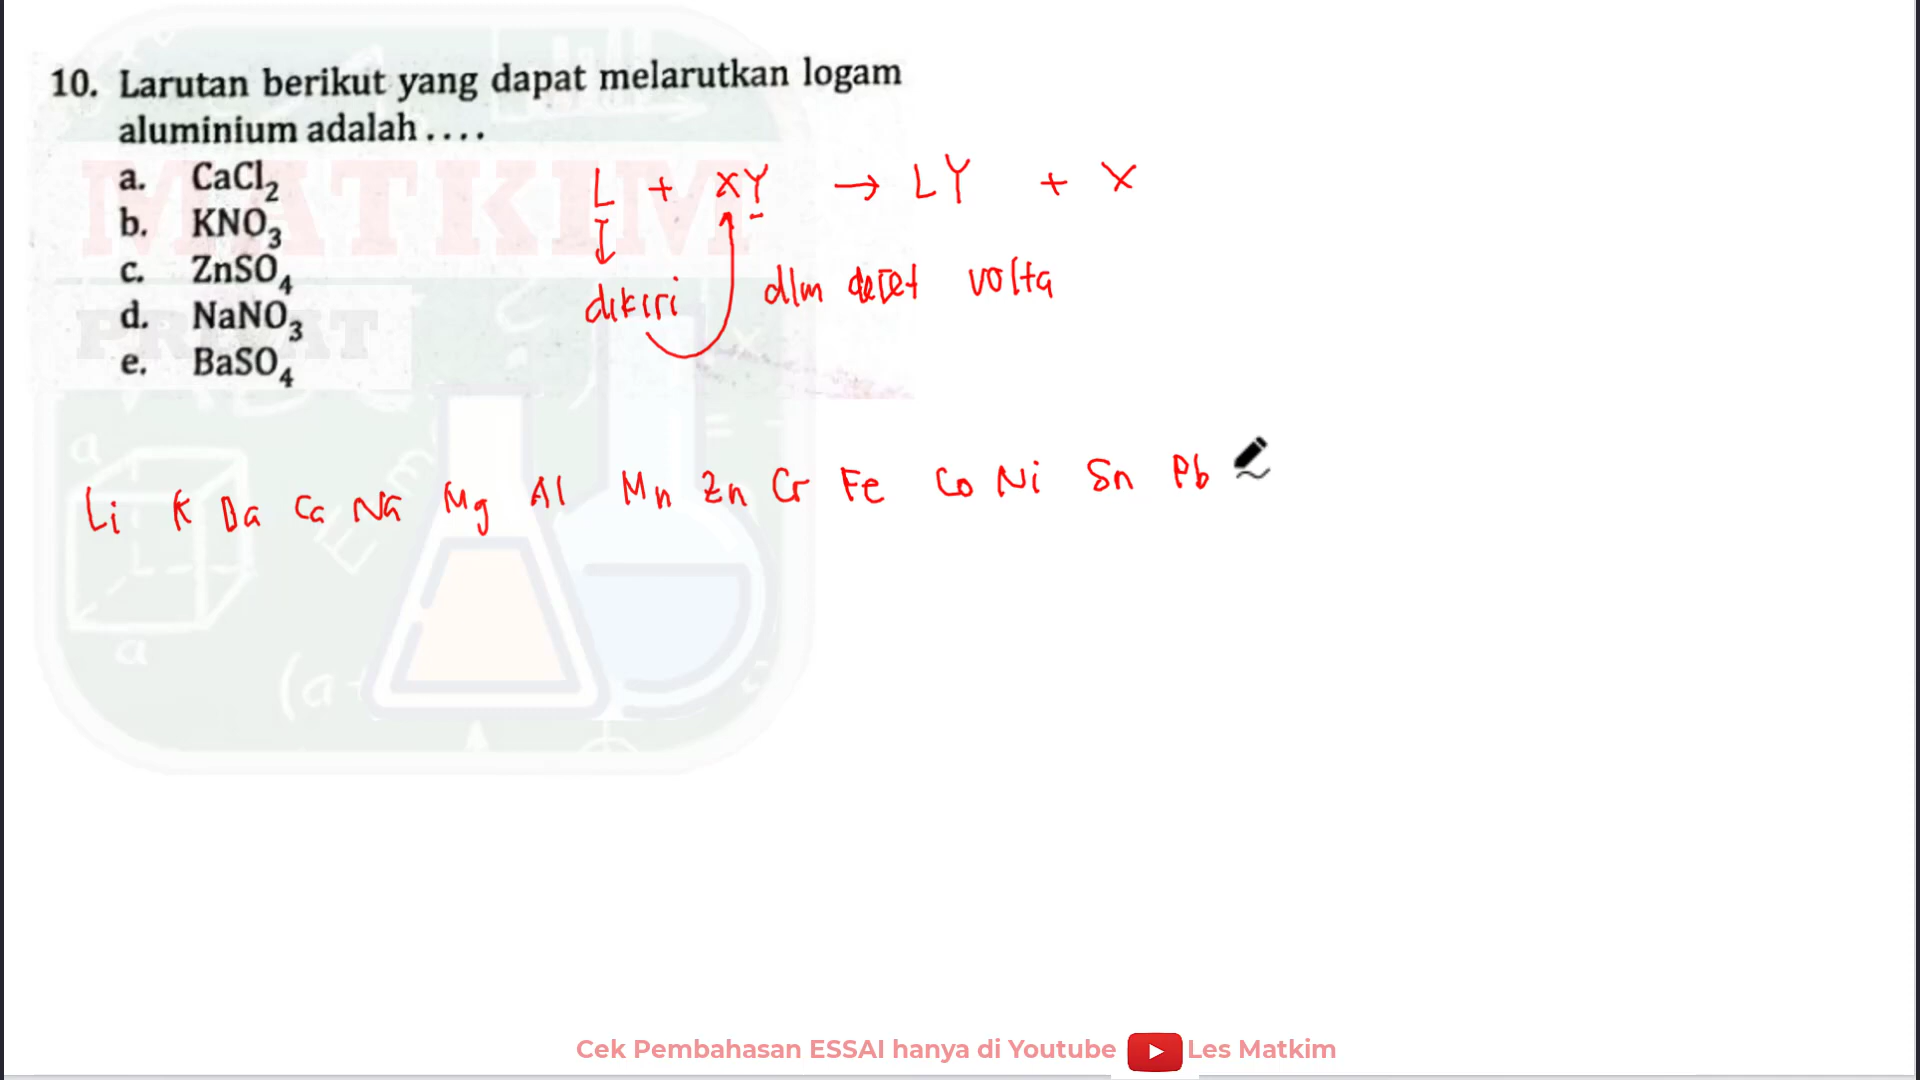 10. Larutan berikut yang dapat melarutkan logam
aluminium adalah ....
a. CaCl₂
b. KNO₃
c. ZnSO₄
d. NaNO₃
e. BaSO₄
L + XY → LY + X
dikiri dlm deret volta
Li K Ba Ca Na Mg Al Mn Zn Cr Fe Co Ni Sn Pb
MATKIM
PRIVAT
a
a
(a
Cek Pembahasan ESSAI hanya di Youtube Les Matkim